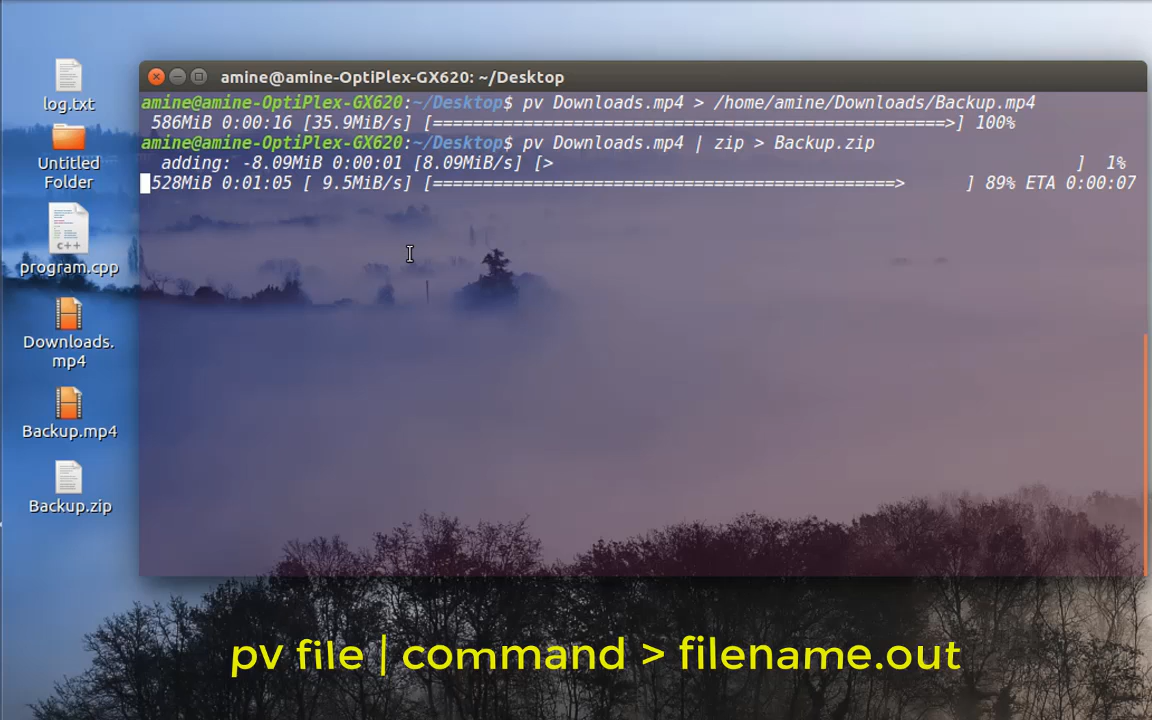 amine@amine-OptiPlex-GX620: ~/Desktop
amine@amine-OptiPlex-GX620:~/Desktop$ pv Downloads.mp4 > /home/amine/Downloads/Backup.mp4
586MiB 0:00:16 [35.9MiB/s] [===================================================>] 100%
amine@amine-OptiPlex-GX620:~/Desktop$ pv Downloads.mp4 | zip > Backup.zip
adding: -8.09MiB 0:00:01 [8.09MiB/s] [> ] 1%
528MiB 0:01:05 [ 9.5MiB/s] [==============================================> ] 89% ETA 0:00:07
log.txt
Untitled
Folder
c++
program.cpp
Downloads.
mp4
Backup.mp4
Backup.zip
pv file | command > filename.out